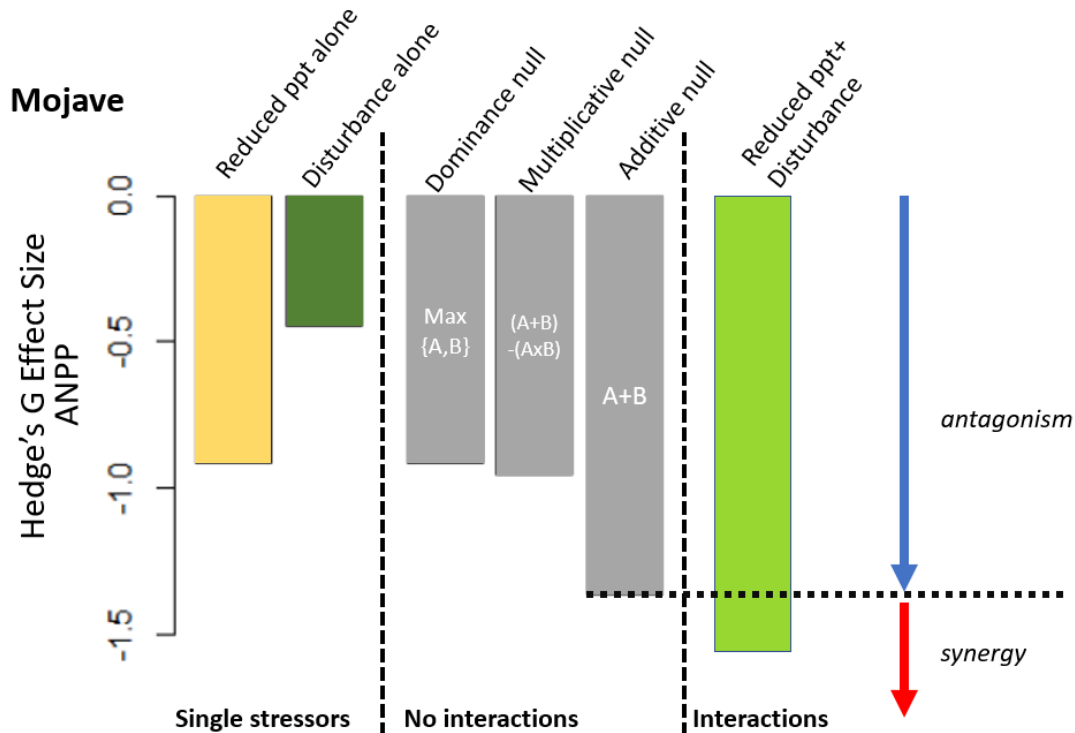 Mojave
Reduced ppt alone
Disturbance alone
Dominance null
Multiplicative null
Additive null
Reduced ppt+
Disturbance
Hedge’s G Effect Size
ANPP
0.0
-0.5
-1.0
-1.5
Max
{A,B}
(A+B)
-(AxB)
A+B
antagonism
synergy
Single stressors
No interactions
Interactions